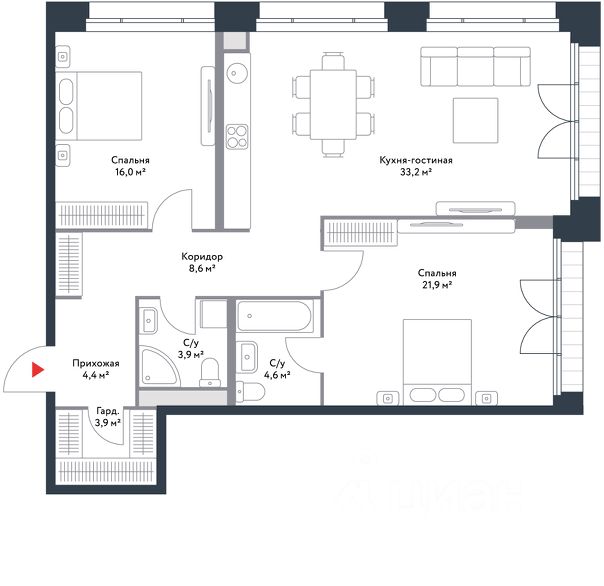 Спальня
16,0 м²
Кухня-гостиная
33,2 м²
Коридор
8,6 м²
Спальня
21,9 м²
С/у
3,9 м²
С/у
4,6 м²
Прихожая
4,4 м²
Гард.
3,9 м²
циан